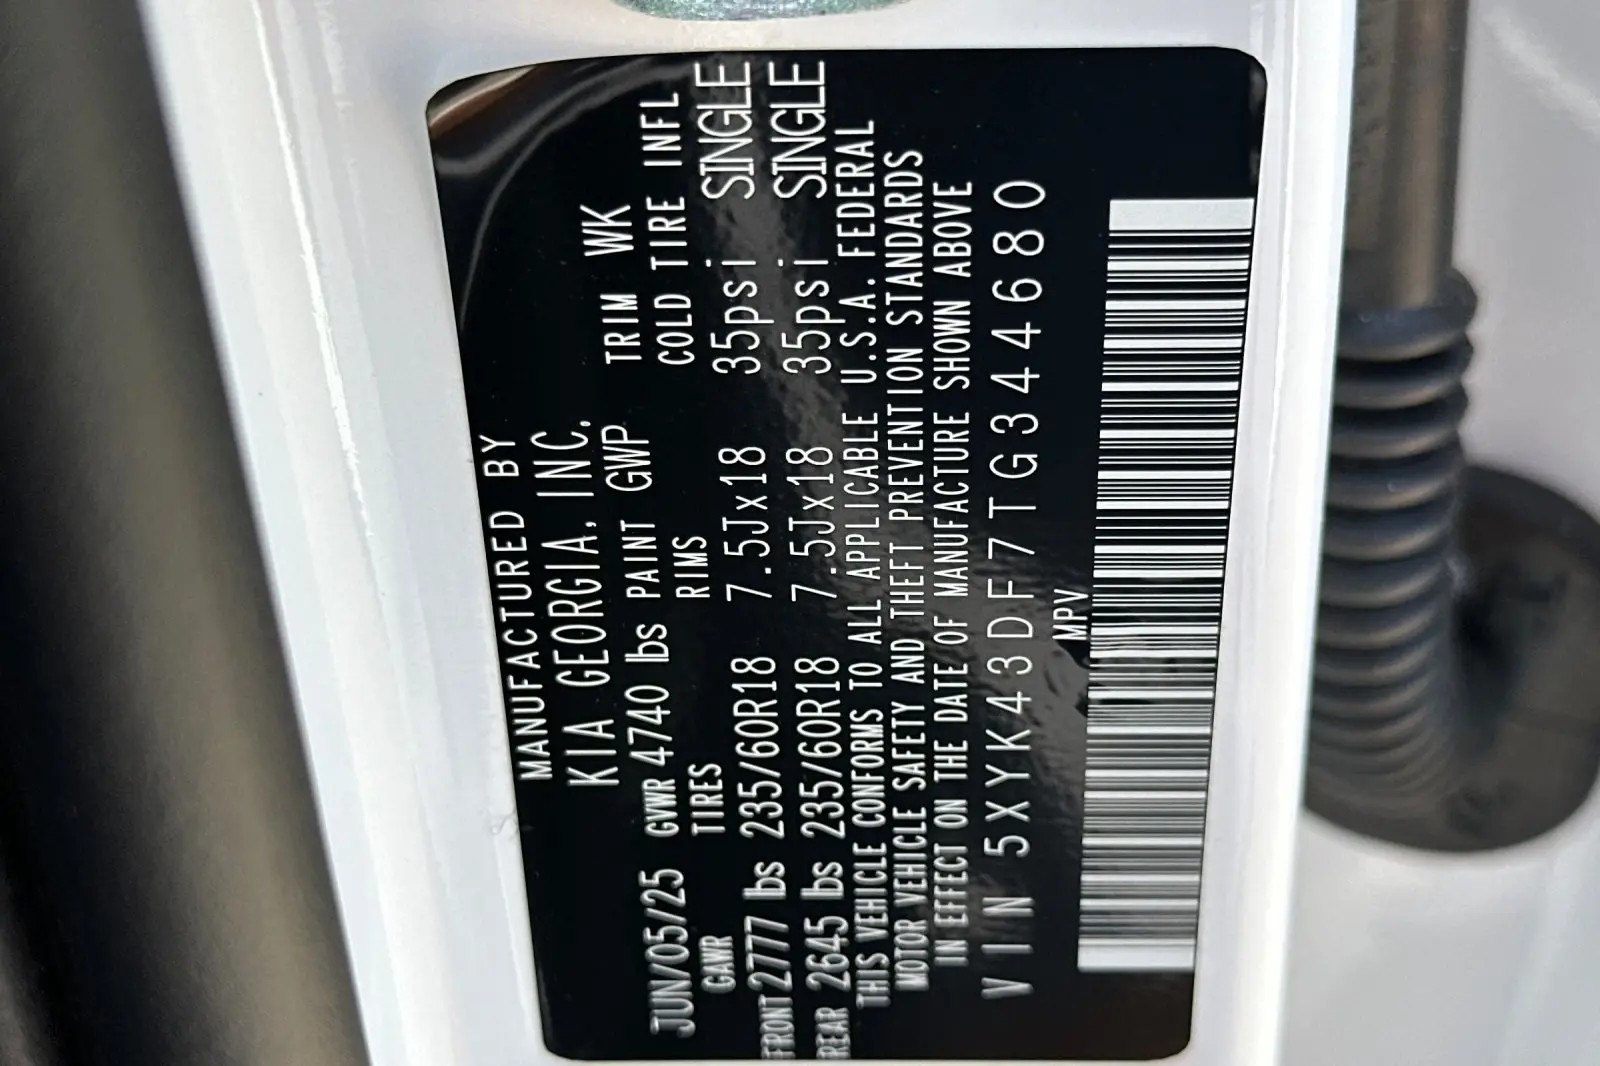 MANUFACTURED BY
KIA GEORGIA, INC.
JUN/05/25 GVWR 4740 lbs PAINT GWP TRIM WK
GAWR TIRES RIMS COLD TIRE INFL
FRONT 2777 lbs 235/60R18 7.5Jx18 35psi SINGLE
REAR 2645 lbs 235/60R18 7.5Jx18 35psi SINGLE
THIS VEHICLE CONFORMS TO ALL APPLICABLE U.S.A. FEDERAL
MOTOR VEHICLE SAFETY AND THEFT PREVENTION STANDARDS
IN EFFECT ON THE DATE OF MANUFACTURE SHOWN ABOVE
VIN 5XYK43DF7TG344680
MPV